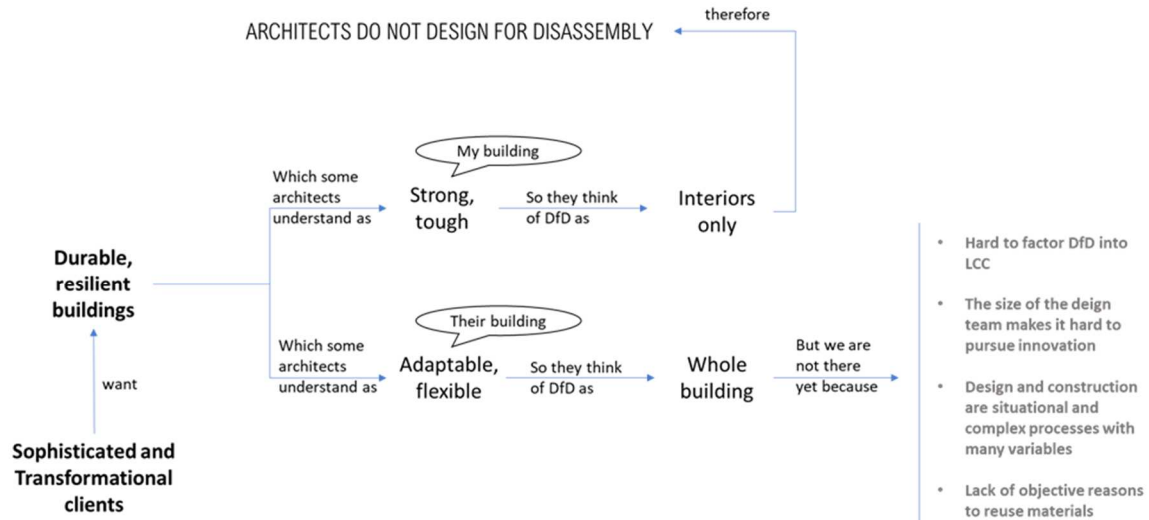 therefore
ARCHITECTS DO NOT DESIGN FOR DISASSEMBLY
My building
Which some
architects
understand as
Strong,
tough
So they think
of DfD as
Interiors
only
Durable,
resilient
buildings
Their building
Which some
architects
understand as
Adaptable,
flexible
So they think
of DfD as
Whole
building
But we are
not there
yet because
• Hard to factor DfD into
LCC
• The size of the deign
team makes it hard to
pursue innovation
• Design and construction
are situational and
complex processes with
many variables
• Lack of objective reasons
to reuse materials
want
Sophisticated and
Transformational
clients